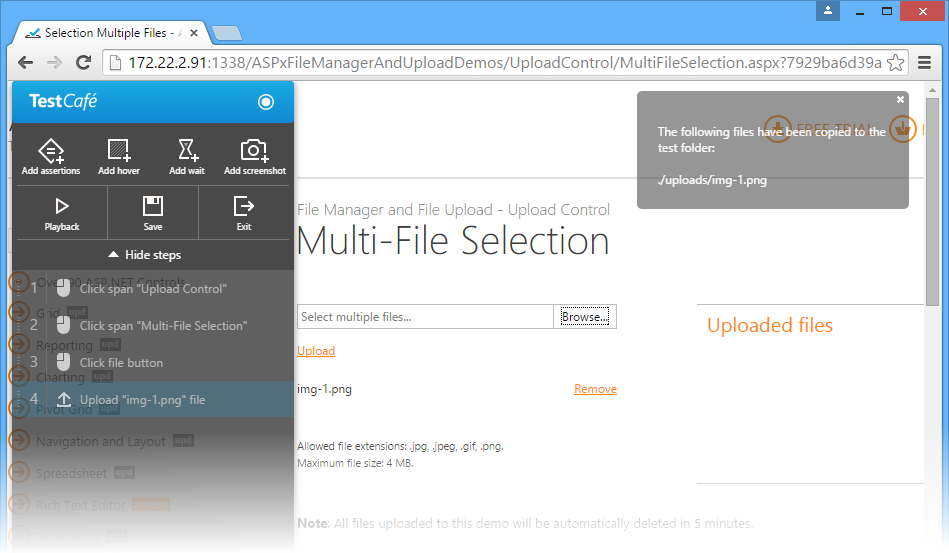 Selection Multiple Files - A
172.22.2.91:1338/ASPxFileManagerAndUploadDemos/UploadControl/MultiFileSelection.aspx?7929ba6d39a
TestCafé
Add assertions
Add hover
Add wait
Add screenshot
Playback
Save
Exit
Hide steps
1 Click span "Upload Control"
2 Click span "Multi-File Selection"
3 Click file button
4 Upload "img-1.png" file
Over 90 ASP.NET Controls
Grid upd
Reporting upd
Charting upd
Pivot Grid upd
Navigation and Layout upd
Spreadsheet upd
Rich Text Editor
FREE TRIAL
The following files have been copied to the
test folder:
./uploads/img-1.png
File Manager and File Upload - Upload Control
Multi-File Selection
Select multiple files...
Browse...
Upload
img-1.png
Remove
Allowed file extensions: .jpg, .jpeg, .gif, .png.
Maximum file size: 4 MB.
Note: All files uploaded to this demo will be automatically deleted in 5 minutes.
Uploaded files